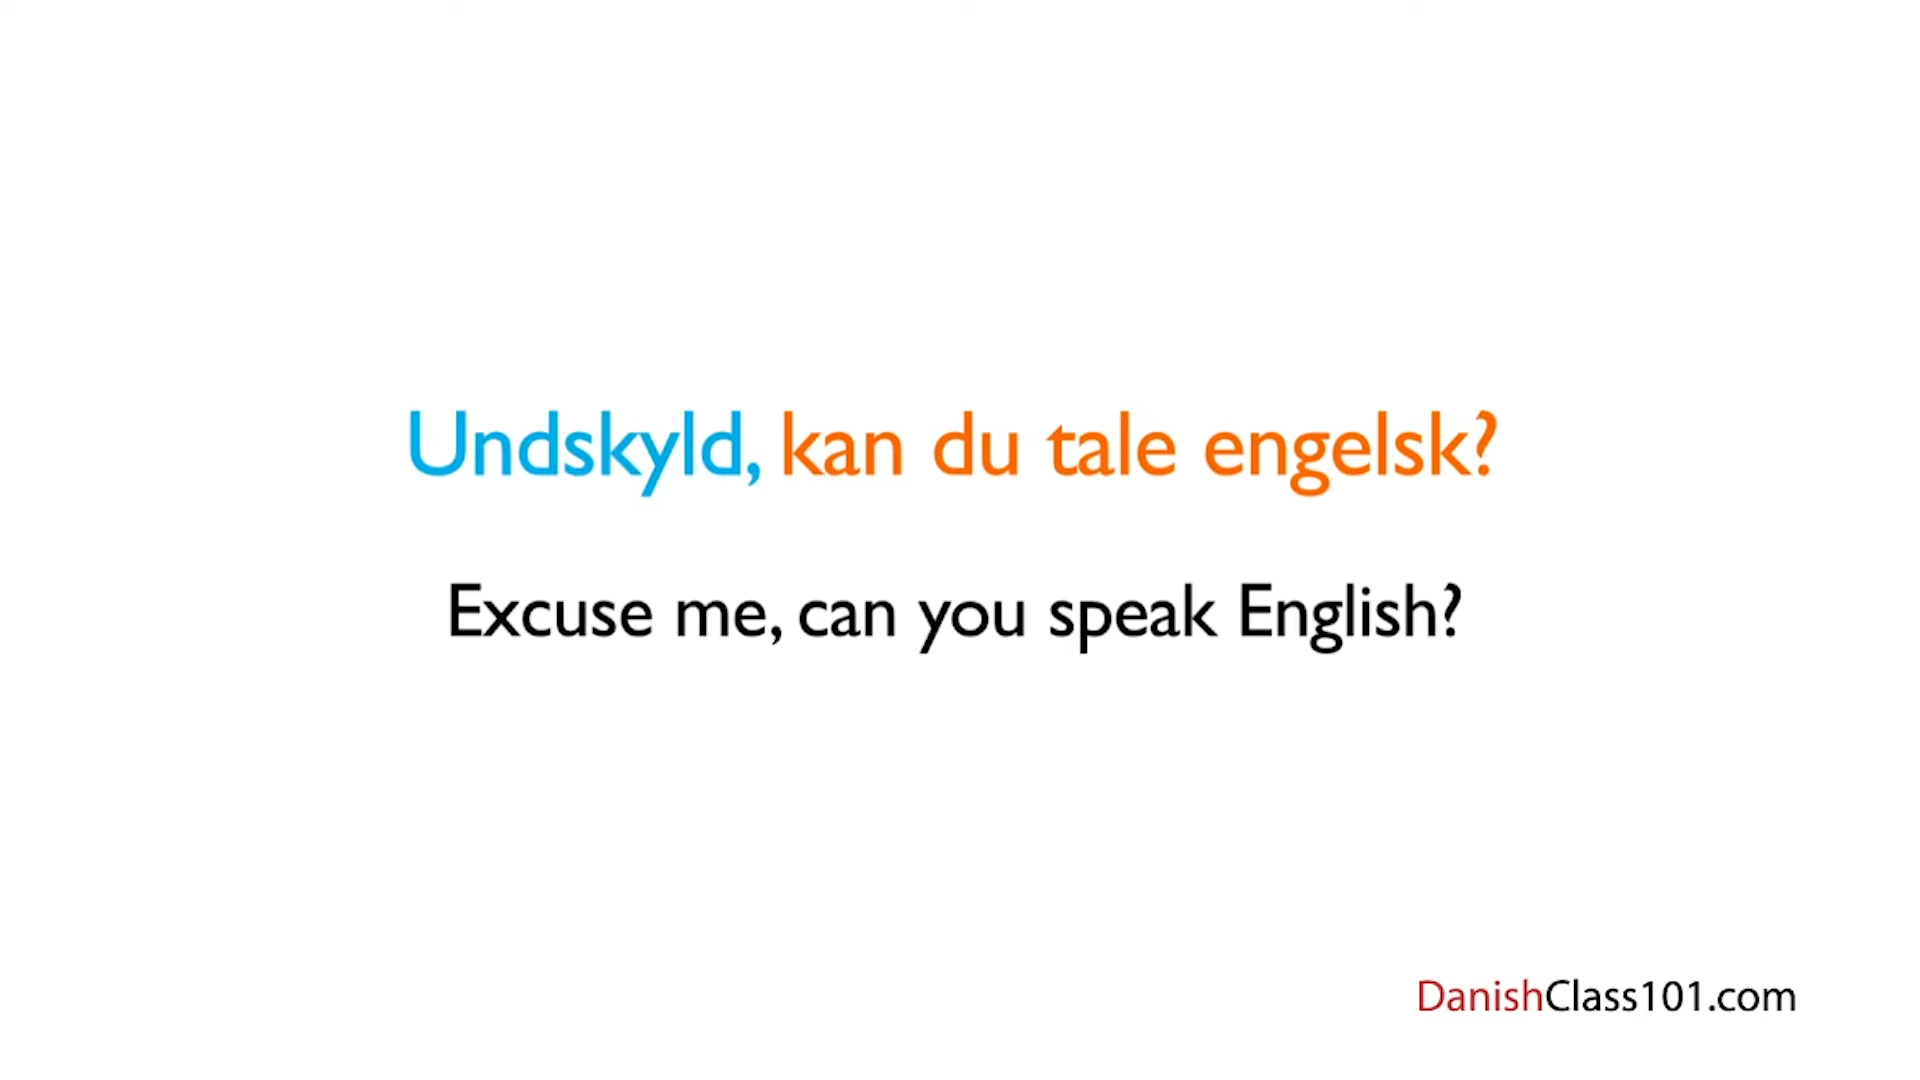 Undskyld, kan du tale engelsk?
Excuse me, can you speak English?
DanishClass101.com